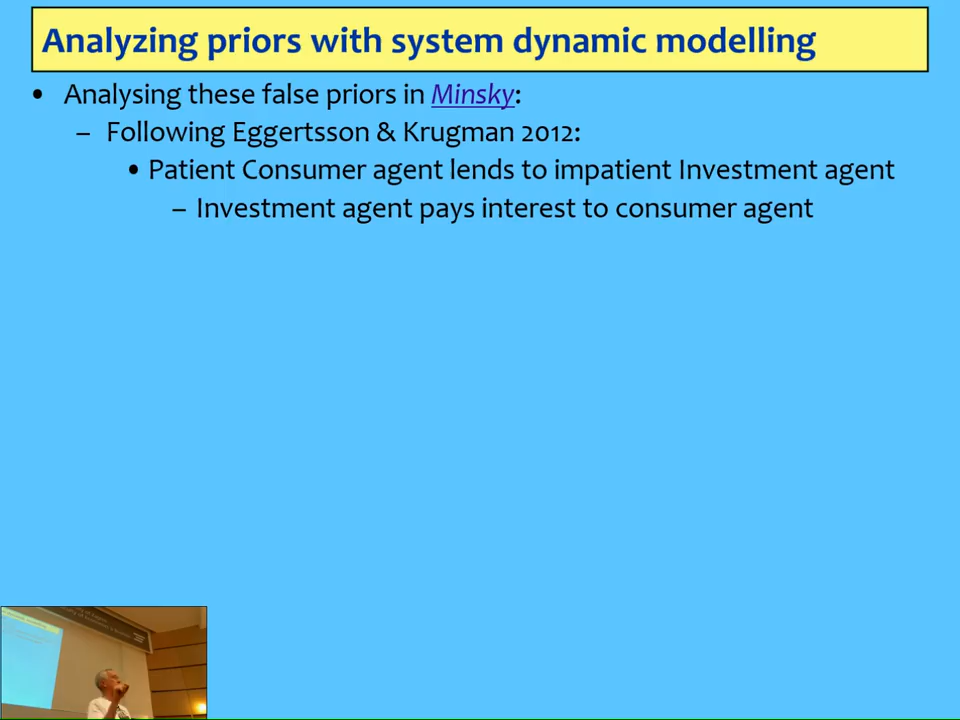 Analyzing priors with system dynamic modelling
• Analysing these false priors in Minsky:
– Following Eggertsson & Krugman 2012:
• Patient Consumer agent lends to impatient Investment agent
– Investment agent pays interest to consumer agent